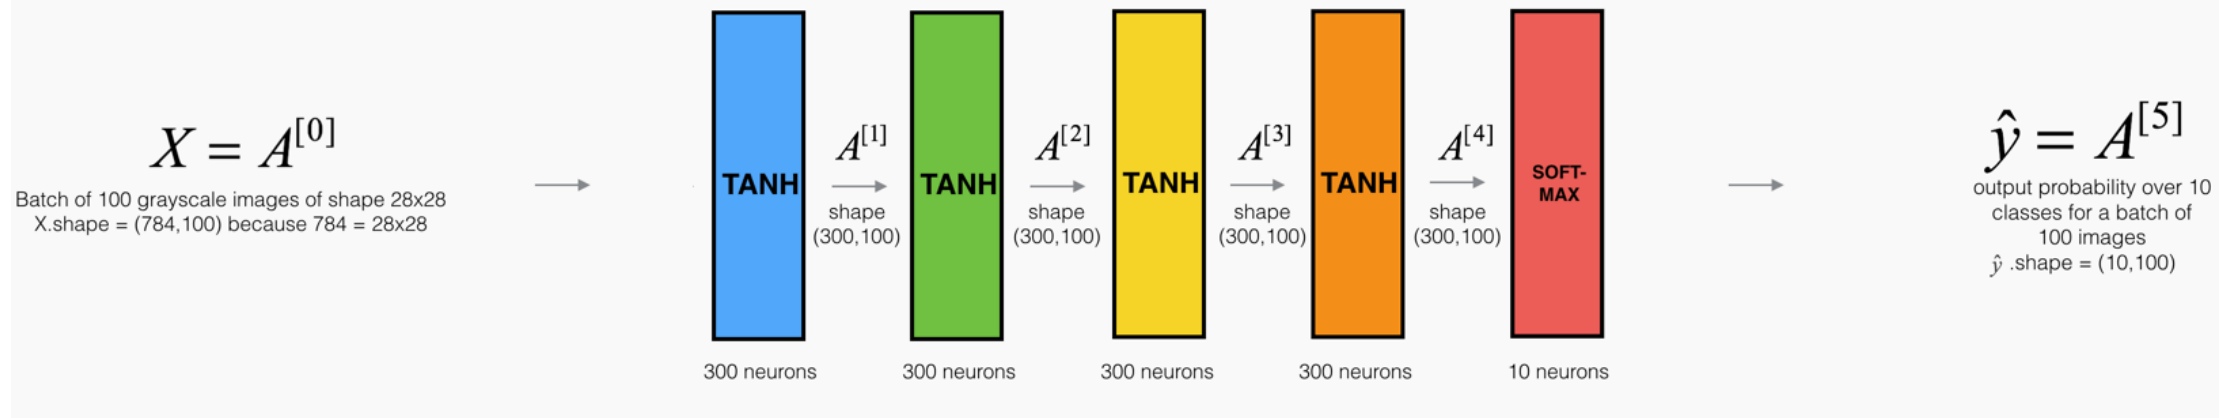 X = A^[0]
Batch of 100 grayscale images of shape 28x28
X.shape = (784,100) because 784 = 28x28
TANH
300 neurons
A^[1]
shape
(300,100)
TANH
300 neurons
A^[2]
shape
(300,100)
TANH
300 neurons
A^[3]
shape
(300,100)
TANH
300 neurons
A^[4]
shape
(300,100)
SOFT-
MAX
10 neurons
ŷ = A^[5]
output probability over 10
classes for a batch of
100 images
ŷ .shape = (10,100)